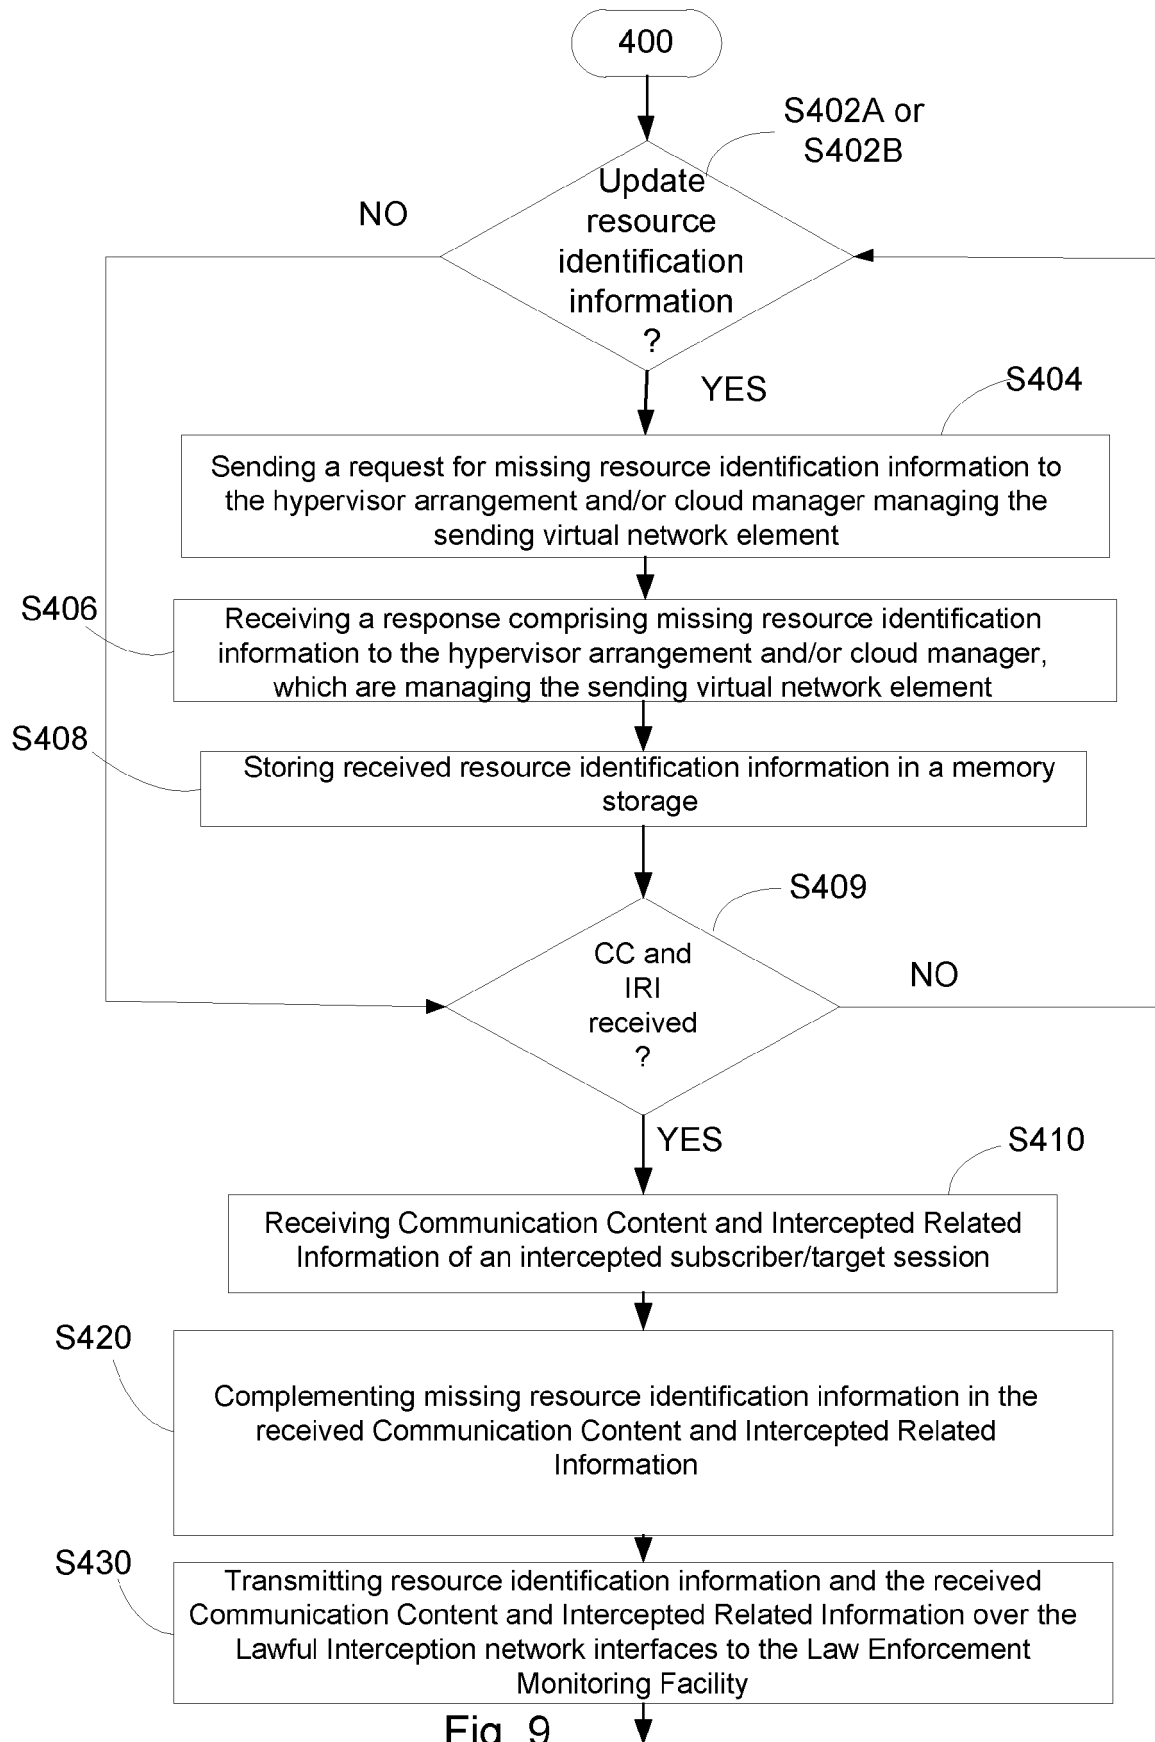 400
S402A or
S402B
NO
Update
resource
identification
information
?
YES
S404
Sending a request for missing resource identification information to
the hypervisor arrangement and/or cloud manager managing the
sending virtual network element
S406
Receiving a response comprising missing resource identification
information to the hypervisor arrangement and/or cloud manager,
which are managing the sending virtual network element
S408
Storing received resource identification information in a memory
storage
S409
CC and
IRI
received
?
NO
YES
S410
Receiving Communication Content and Intercepted Related
Information of an intercepted subscriber/target session
S420
Complementing missing resource identification information in the
received Communication Content and Intercepted Related
Information
S430
Transmitting resource identification information and the received
Communication Content and Intercepted Related Information over the
Lawful Interception network interfaces to the Law Enforcement
Monitoring Facility
Fig. 9